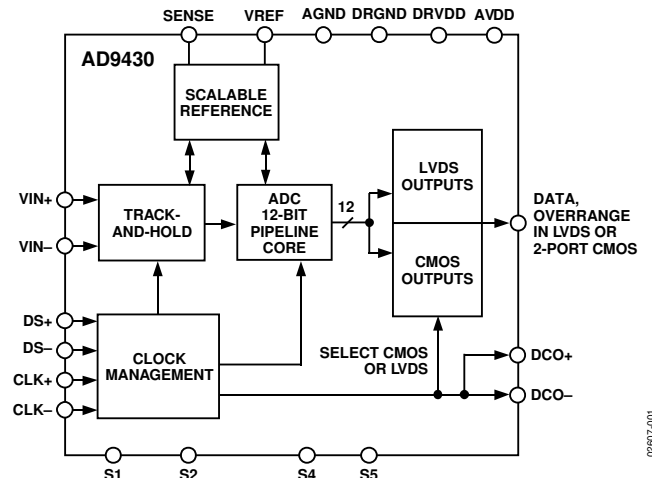 SENSE VREF AGND DRGND DRVDD AVDD
AD9430
SCALABLE
REFERENCE
VIN+
VIN–
TRACK-
AND-HOLD
ADC
12-BIT
PIPELINE
CORE
12
LVDS
OUTPUTS
CMOS
OUTPUTS
DATA,
OVERRANGE
IN LVDS OR
2-PORT CMOS
DS+
DS–
CLK+
CLK–
CLOCK
MANAGEMENT
SELECT CMOS
OR LVDS
DCO+
DCO–
S1 S2 S4 S5
02607-001